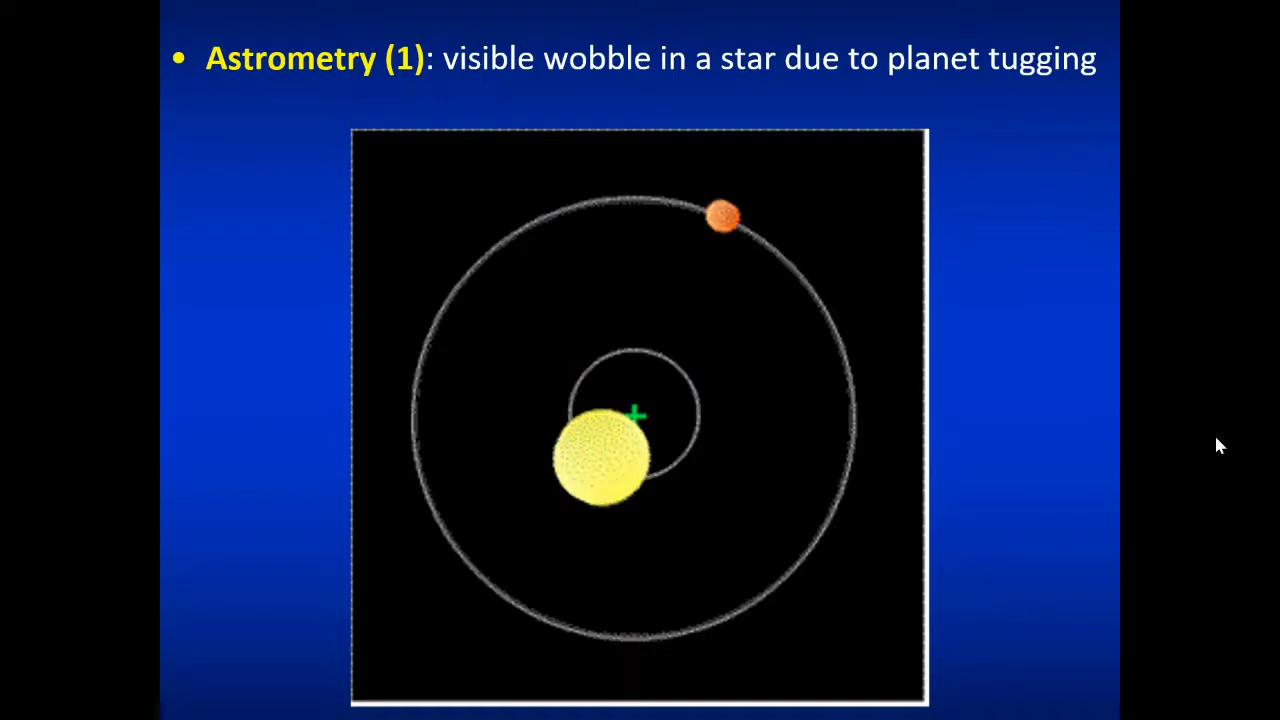 • Astrometry (1): visible wobble in a star due to planet tugging